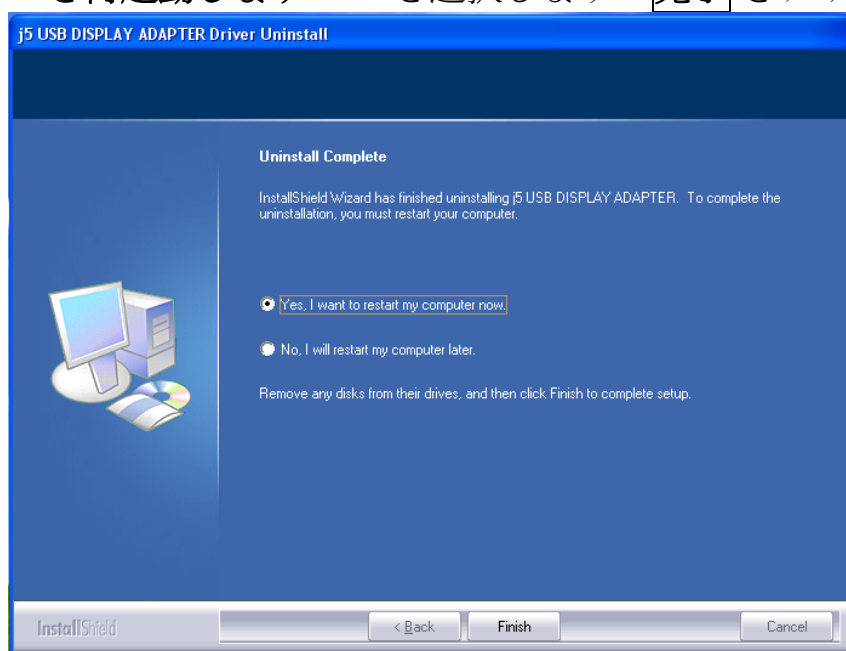 j5 USB DISPLAY ADAPTER Driver Uninstall
Uninstall Complete
InstallShield Wizard has finished uninstalling j5 USB DISPLAY ADAPTER. To complete the
uninstallation, you must restart your computer.
Yes, I want to restart my computer now.
No, I will restart my computer later.
Remove any disks from their drives, and then click Finish to complete setup.
InstallShield
< Back
Finish
Cancel